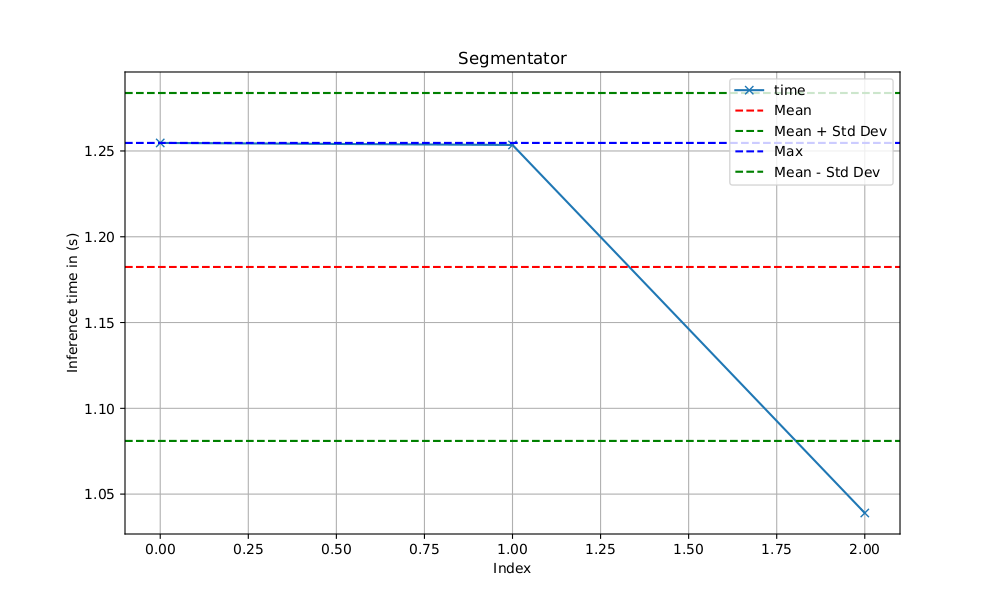 Segmentator
time
Mean
Mean + Std Dev
Max
Mean - Std Dev
Inference time in (s)
1.25
1.20
1.15
1.10
1.05
0.00 0.25 0.50 0.75 1.00 1.25 1.50 1.75 2.00
Index